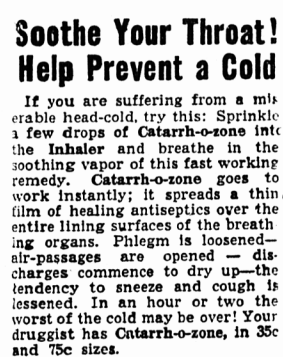 Soothe Your Throat!
Help Prevent a Cold
If you are suffering from a mis-
erable head-cold, try this: Sprinkle
a few drops of Catarrh-o-zone into
the Inhaler and breathe in the
soothing vapor of this fast working
remedy. Catarrh-o-zone goes to
work instantly; it spreads a thin
film of healing antiseptics over the
entire lining surfaces of the breath
ing organs. Phlegm is loosened—
air-passages are opened — dis-
charges commence to dry up—the
tendency to sneeze and cough is
lessened. In an hour or two the
worst of the cold may be over! Your
druggist has Catarrh-o-zone, in 35c
and 75c sizes.